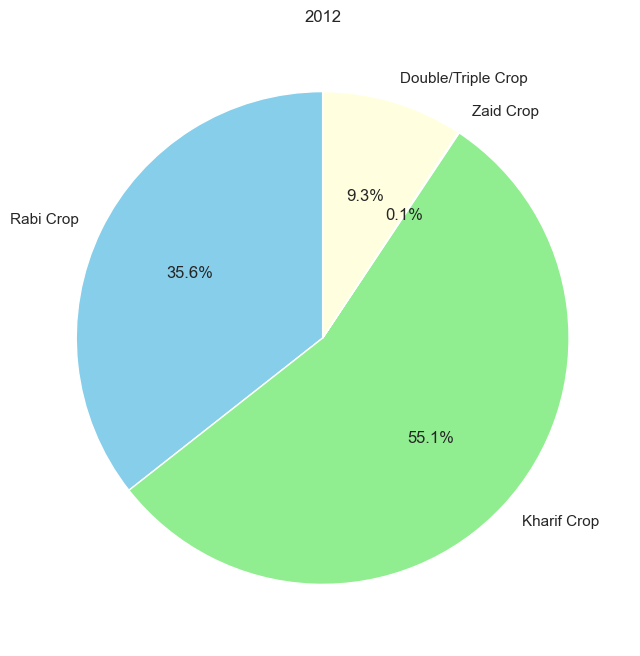 2012
Double/Triple Crop
Zaid Crop
9.3%
0.1%
Rabi Crop
35.6%
55.1%
Kharif Crop